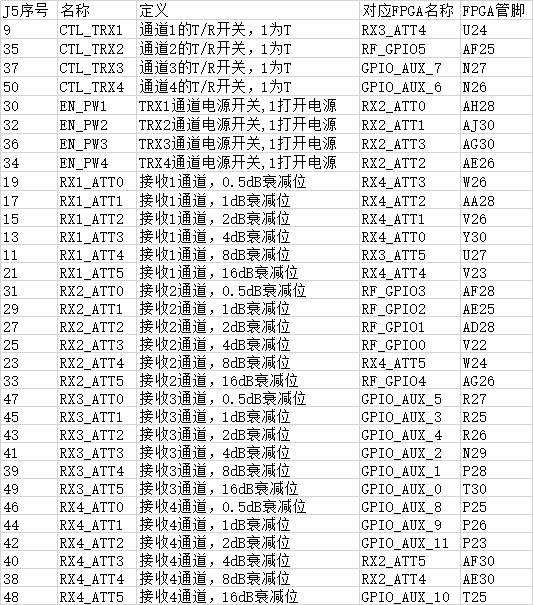 J5序号 名称 定义 对应FPGA名称 FPGA管脚
9 CTL_TRX1 通道1的T/R开关，1为T RX3_ATT4 U24
35 CTL_TRX2 通道2的T/R开关，1为T RF_GPIO5 AF25
37 CTL_TRX3 通道3的T/R开关，1为T GPIO_AUX_7 N27
50 CTL_TRX4 通道4的T/R开关，1为T GPIO_AUX_6 N26
30 EN_PW1 TRX1通道电源开关,1打开电源 RX2_ATT0 AH28
32 EN_PW2 TRX2通道电源开关,1打开电源 RX2_ATT1 AJ30
36 EN_PW3 TRX3通道电源开关,1打开电源 RX2_ATT3 AG30
34 EN_PW4 TRX4通道电源开关,1打开电源 RX2_ATT2 AE26
19 RX1_ATT0 接收1通道，0.5dB衰减位 RX4_ATT3 W26
17 RX1_ATT1 接收1通道，1dB衰减位 RX4_ATT2 AA28
15 RX1_ATT2 接收1通道，2dB衰减位 RX4_ATT1 V26
13 RX1_ATT3 接收1通道，4dB衰减位 RX4_ATT0 Y30
11 RX1_ATT4 接收1通道，8dB衰减位 RX3_ATT5 U27
21 RX1_ATT5 接收1通道，16dB衰减位 RX4_ATT4 V23
31 RX2_ATT0 接收2通道，0.5dB衰减位 RF_GPIO3 AF28
29 RX2_ATT1 接收2通道，1dB衰减位 RF_GPIO2 AE25
27 RX2_ATT2 接收2通道，2dB衰减位 RF_GPIO1 AD28
25 RX2_ATT3 接收2通道，4dB衰减位 RF_GPIO0 V22
23 RX2_ATT4 接收2通道，8dB衰减位 RX4_ATT5 W24
33 RX2_ATT5 接收2通道，16dB衰减位 RF_GPIO4 AG26
47 RX3_ATT0 接收3通道，0.5dB衰减位 GPIO_AUX_5 R27
45 RX3_ATT1 接收3通道，1dB衰减位 GPIO_AUX_3 R25
43 RX3_ATT2 接收3通道，2dB衰减位 GPIO_AUX_4 R26
41 RX3_ATT3 接收3通道，4dB衰减位 GPIO_AUX_2 N29
39 RX3_ATT4 接收3通道，8dB衰减位 GPIO_AUX_1 P28
49 RX3_ATT5 接收3通道，16dB衰减位 GPIO_AUX_0 T30
46 RX4_ATT0 接收4通道，0.5dB衰减位 GPIO_AUX_8 P25
44 RX4_ATT1 接收4通道，1dB衰减位 GPIO_AUX_9 P26
42 RX4_ATT2 接收4通道，2dB衰减位 GPIO_AUX_11 P23
40 RX4_ATT3 接收4通道，4dB衰减位 RX2_ATT5 AF30
38 RX4_ATT4 接收4通道，8dB衰减位 RX2_ATT4 AE30
48 RX4_ATT5 接收4通道，16dB衰减位 GPIO_AUX_10 T25